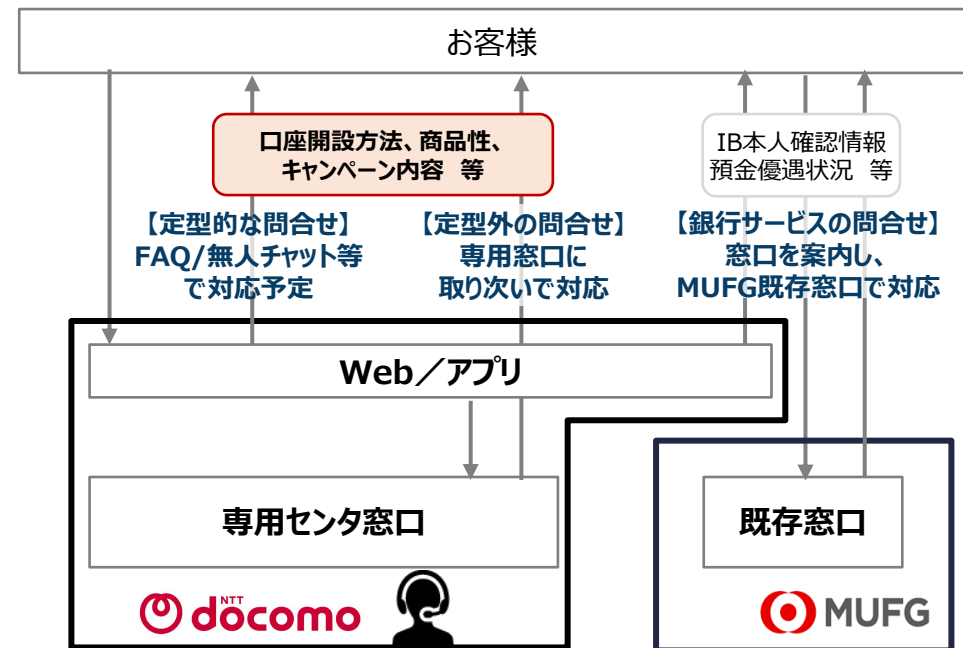 お客様
口座開設方法、商品性、
キャンペーン内容 等
IB本人確認情報
預金優遇状況 等
【定型的な問合せ】
FAQ/無人チャット等
で対応予定
【定型外の問合せ】
専用窓口に
取り次いで対応
【銀行サービスの問合せ】
窓口を案内し、
MUFG既存窓口で対応
Web／アプリ
専用センタ窓口
既存窓口
NTT
döcomo
MUFG